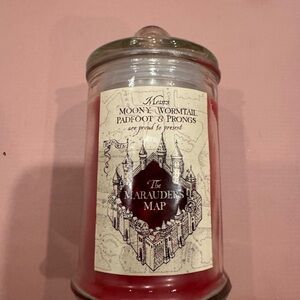 Messrs
MOONY, WORMTAIL,
PADFOOT & PRONGS
are proud to present
The
MARAUDER'S
MAP